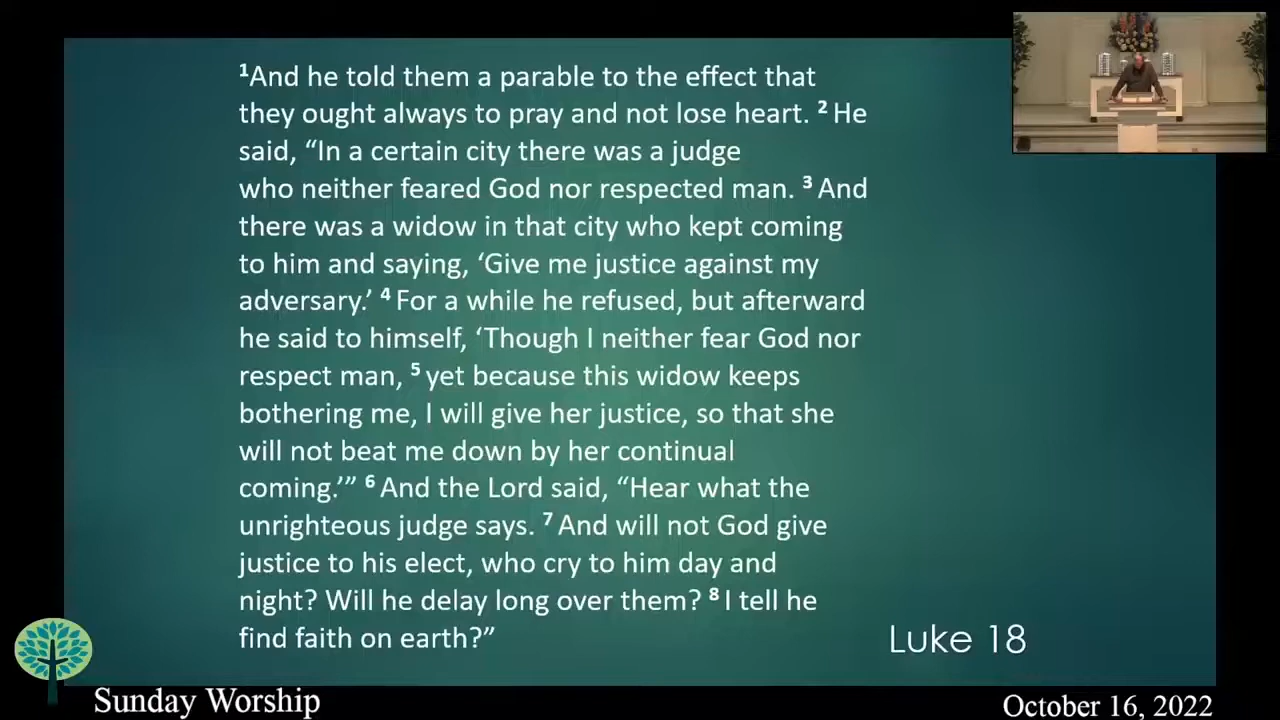 ¹And he told them a parable to the effect that
they ought always to pray and not lose heart. ² He
said, “In a certain city there was a judge
who neither feared God nor respected man. ³ And
there was a widow in that city who kept coming
to him and saying, ‘Give me justice against my
adversary.’ ⁴ For a while he refused, but afterward
he said to himself, ‘Though I neither fear God nor
respect man, ⁵ yet because this widow keeps
bothering me, I will give her justice, so that she
will not beat me down by her continual
coming.’” ⁶ And the Lord said, “Hear what the
unrighteous judge says. ⁷ And will not God give
justice to his elect, who cry to him day and
night? Will he delay long over them? ⁸ I tell he
find faith on earth?”
Luke 18
Sunday Worship
October 16, 2022